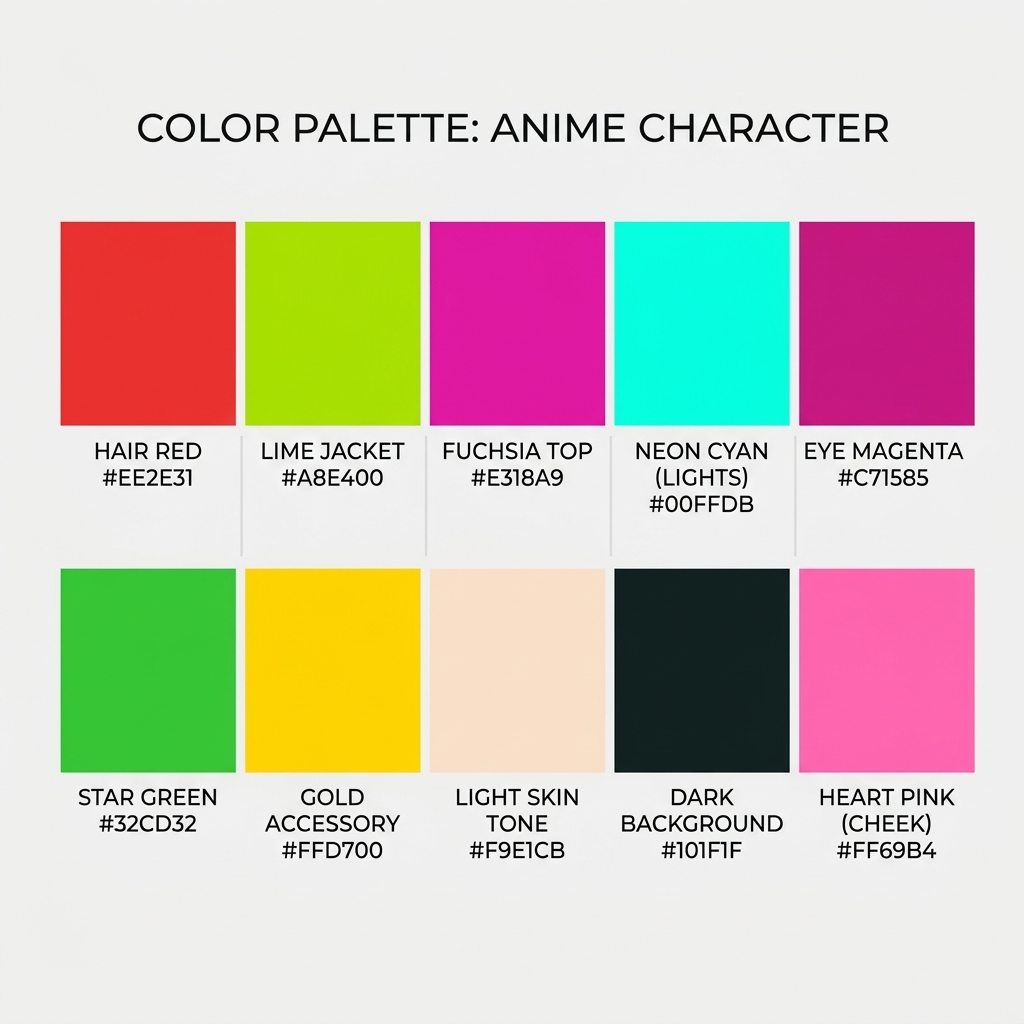 COLOR PALETTE: ANIME CHARACTER
HAIR RED
#EE2E31
LIME JACKET
#A8E400
FUCHSIA TOP
#E318A9
NEON CYAN
(LIGHTS)
#00FFDB
EYE MAGENTA
#C71585
STAR GREEN
#32CD32
GOLD
ACCESSORY
#FFD700
LIGHT SKIN
TONE
#F9E1CB
DARK
BACKGROUND
#101F1F
HEART PINK
(CHEEK)
#FF69B4